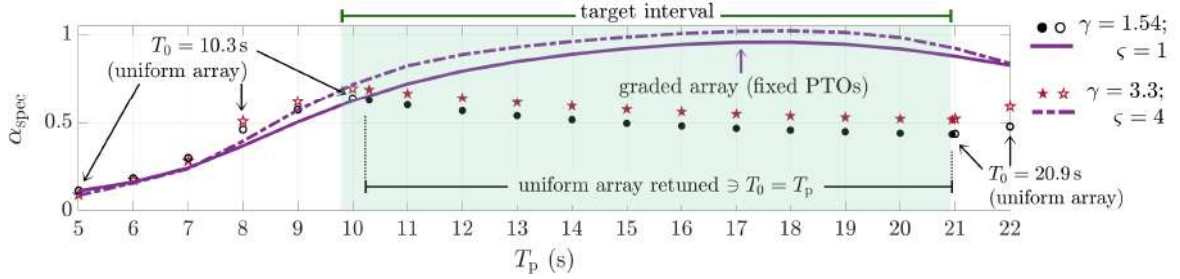 target interval
T₀ = 10.3 s
(uniform array)
graded array (fixed PTOs)
uniform array retuned ∋ T₀ = Tₚ
T₀ = 20.9 s
(uniform array)
γ = 1.54;
ς = 1
γ = 3.3;
ς = 4
α_spec
1
0.5
0
5 6 7 8 9 10 11 12 13 14 15 16 17 18 19 20 21 22
Tₚ (s)